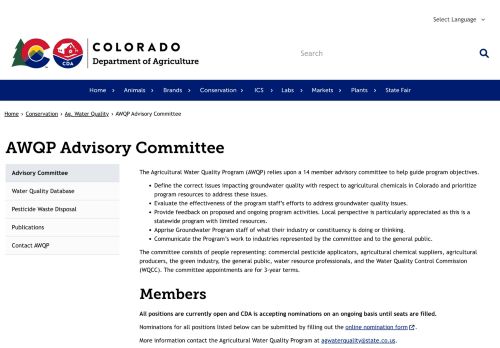 Select Language
COLORADO
CDA
Department of Agriculture
Search
Home
Animals
Brands
Conservation
ICS
Labs
Markets
Plants
State Fair
Home › Conservation › Ag. Water Quality › AWQP Advisory Committee
AWQP Advisory Committee
Advisory Committee
Water Quality Database
Pesticide Waste Disposal
Publications
Contact AWQP
The Agricultural Water Quality Program (AWQP) relies upon a 14 member advisory committee to help guide program objectives.
• Define the correct issues impacting groundwater quality with respect to agricultural chemicals in Colorado and prioritize
program resources to address these issues.
• Evaluate the effectiveness of the program staff's efforts to address groundwater quality issues.
• Provide feedback on proposed and ongoing program activities. Local perspective is particularly appreciated as this is a
statewide program with limited resources.
• Apprise Groundwater Program staff of what their industry or constituency is doing or thinking.
• Communicate the Program's work to industries represented by the committee and to the general public.
The committee consists of people representing: commercial pesticide applicators, agricultural chemical suppliers, agricultural
producers, the green industry, the general public, water resource professionals, and the Water Quality Control Commission
(WQCC). The committee appointments are for 3-year terms.
Members
All positions are currently open and CDA is accepting nominations on an ongoing basis until seats are filled.
Nominations for all positions listed below can be submitted by filling out the online nomination form.
More information contact the Agricultural Water Quality Program at agwaterquality@state.co.us.